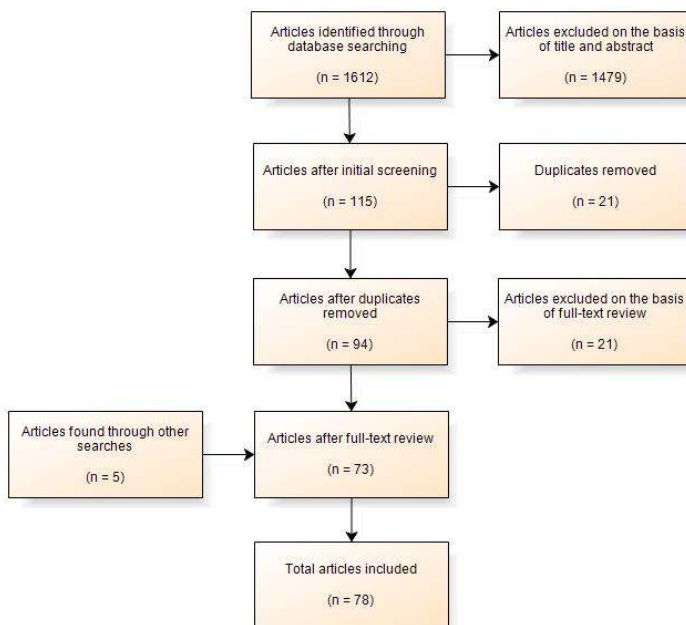 Articles identified through
database searching
(n = 1612)
Articles excluded on the basis
of title and abstract
(n = 1479)
Articles after initial screening
(n = 115)
Duplicates removed
(n = 21)
Articles after duplicates
removed
(n = 94)
Articles excluded on the basis
of full-text review
(n = 21)
Articles found through other
searches
(n = 5)
Articles after full-text review
(n = 73)
Total articles included
(n = 78)